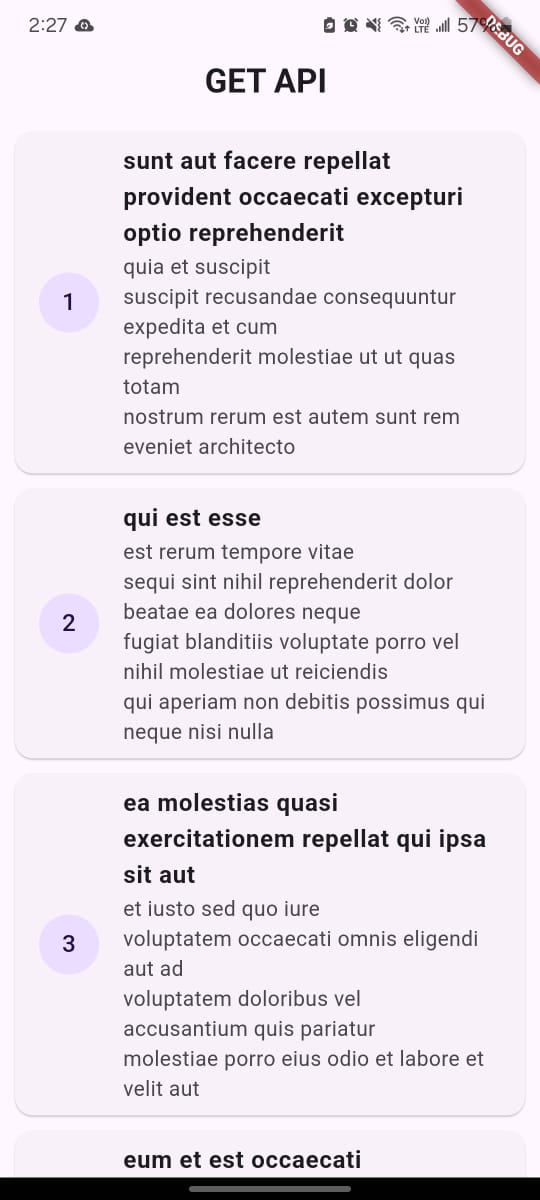 2:27
Vo)) LTE 57%
DEBUG
GET API
sunt aut facere repellat
provident occaecati excepturi
optio reprehenderit
1
quia et suscipit
suscipit recusandae consequuntur
expedita et cum
reprehenderit molestiae ut ut quas
totam
nostrum rerum est autem sunt rem
eveniet architecto
qui est esse
2
est rerum tempore vitae
sequi sint nihil reprehenderit dolor
beatae ea dolores neque
fugiat blanditiis voluptate porro vel
nihil molestiae ut reiciendis
qui aperiam non debitis possimus qui
neque nisi nulla
ea molestias quasi
exercitationem repellat qui ipsa
sit aut
3
et iusto sed quo iure
voluptatem occaecati omnis eligendi
aut ad
voluptatem doloribus vel
accusantium quis pariatur
molestiae porro eius odio et labore et
velit aut
eum et est occaecati